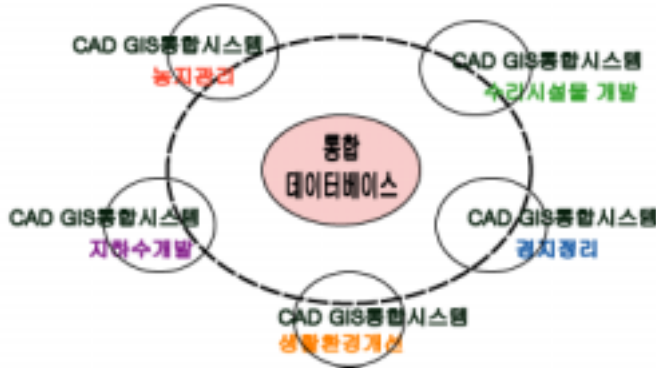 CAD GIS통합시스템
농지관리
CAD GIS통합시스템
수리시설물 개발
통합
데이터베이스
CAD GIS통합시스템
지하수개발
CAD GIS통합시스템
경지정리
CAD GIS통합시스템
생활환경개선